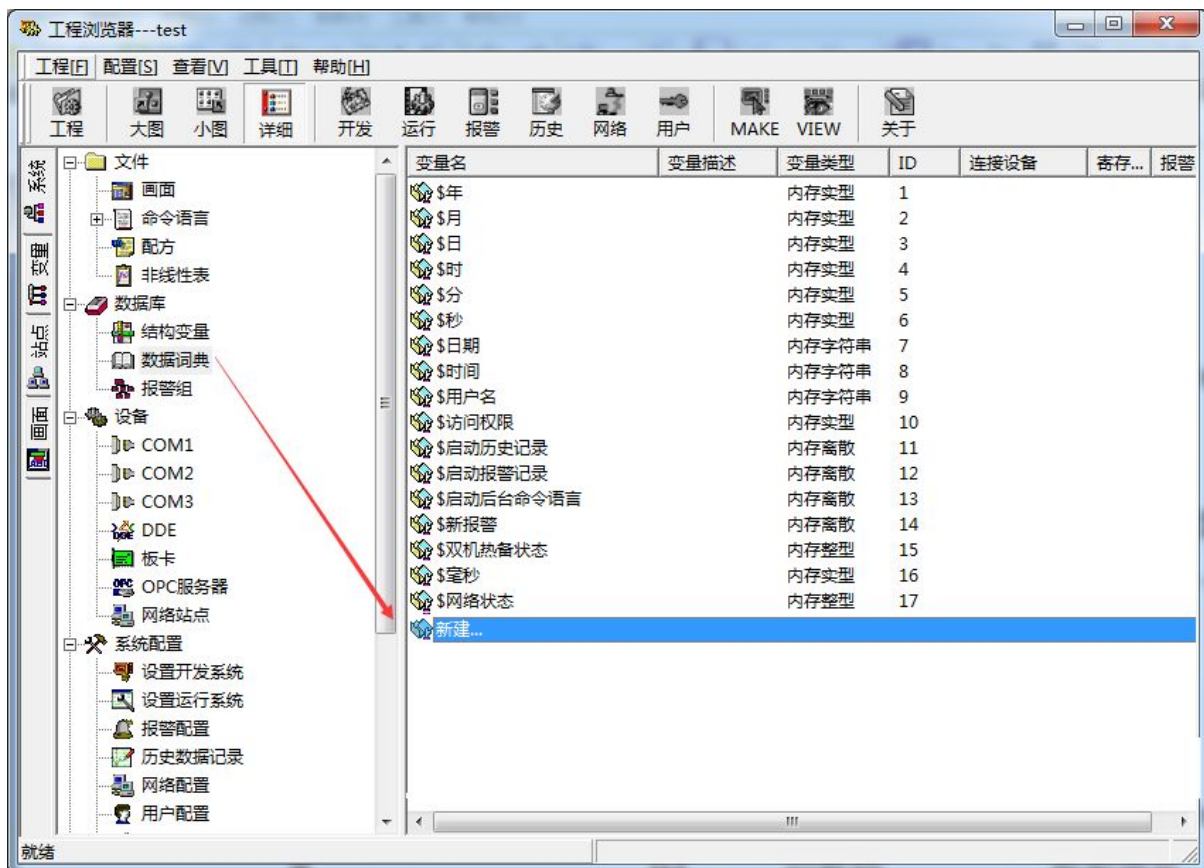 工程浏览器---test
工程[F] 配置[S] 查看[V] 工具[T] 帮助[H]
工程 大图 小图 详细 开发 运行 报警 历史 网络 用户 MAKE VIEW 关于
系统
变量
站点
画面
文件
画面
命令语言
配方
非线性表
数据库
结构变量
数据词典
报警组
设备
COM1
COM2
COM3
DDE
板卡
OPC服务器
网络站点
系统配置
设置开发系统
设置运行系统
报警配置
历史数据记录
网络配置
用户配置
变量名 变量描述 变量类型 ID 连接设备 寄存... 报警
$年 内存实型 1
$月 内存实型 2
$日 内存实型 3
$时 内存实型 4
$分 内存实型 5
$秒 内存实型 6
$日期 内存字符串 7
$时间 内存字符串 8
$用户名 内存字符串 9
$访问权限 内存实型 10
$启动历史记录 内存离散 11
$启动报警记录 内存离散 12
$启动后台命令语言 内存离散 13
$新报警 内存离散 14
$双机热备状态 内存整型 15
$毫秒 内存实型 16
$网络状态 内存整型 17
新建...
就绪